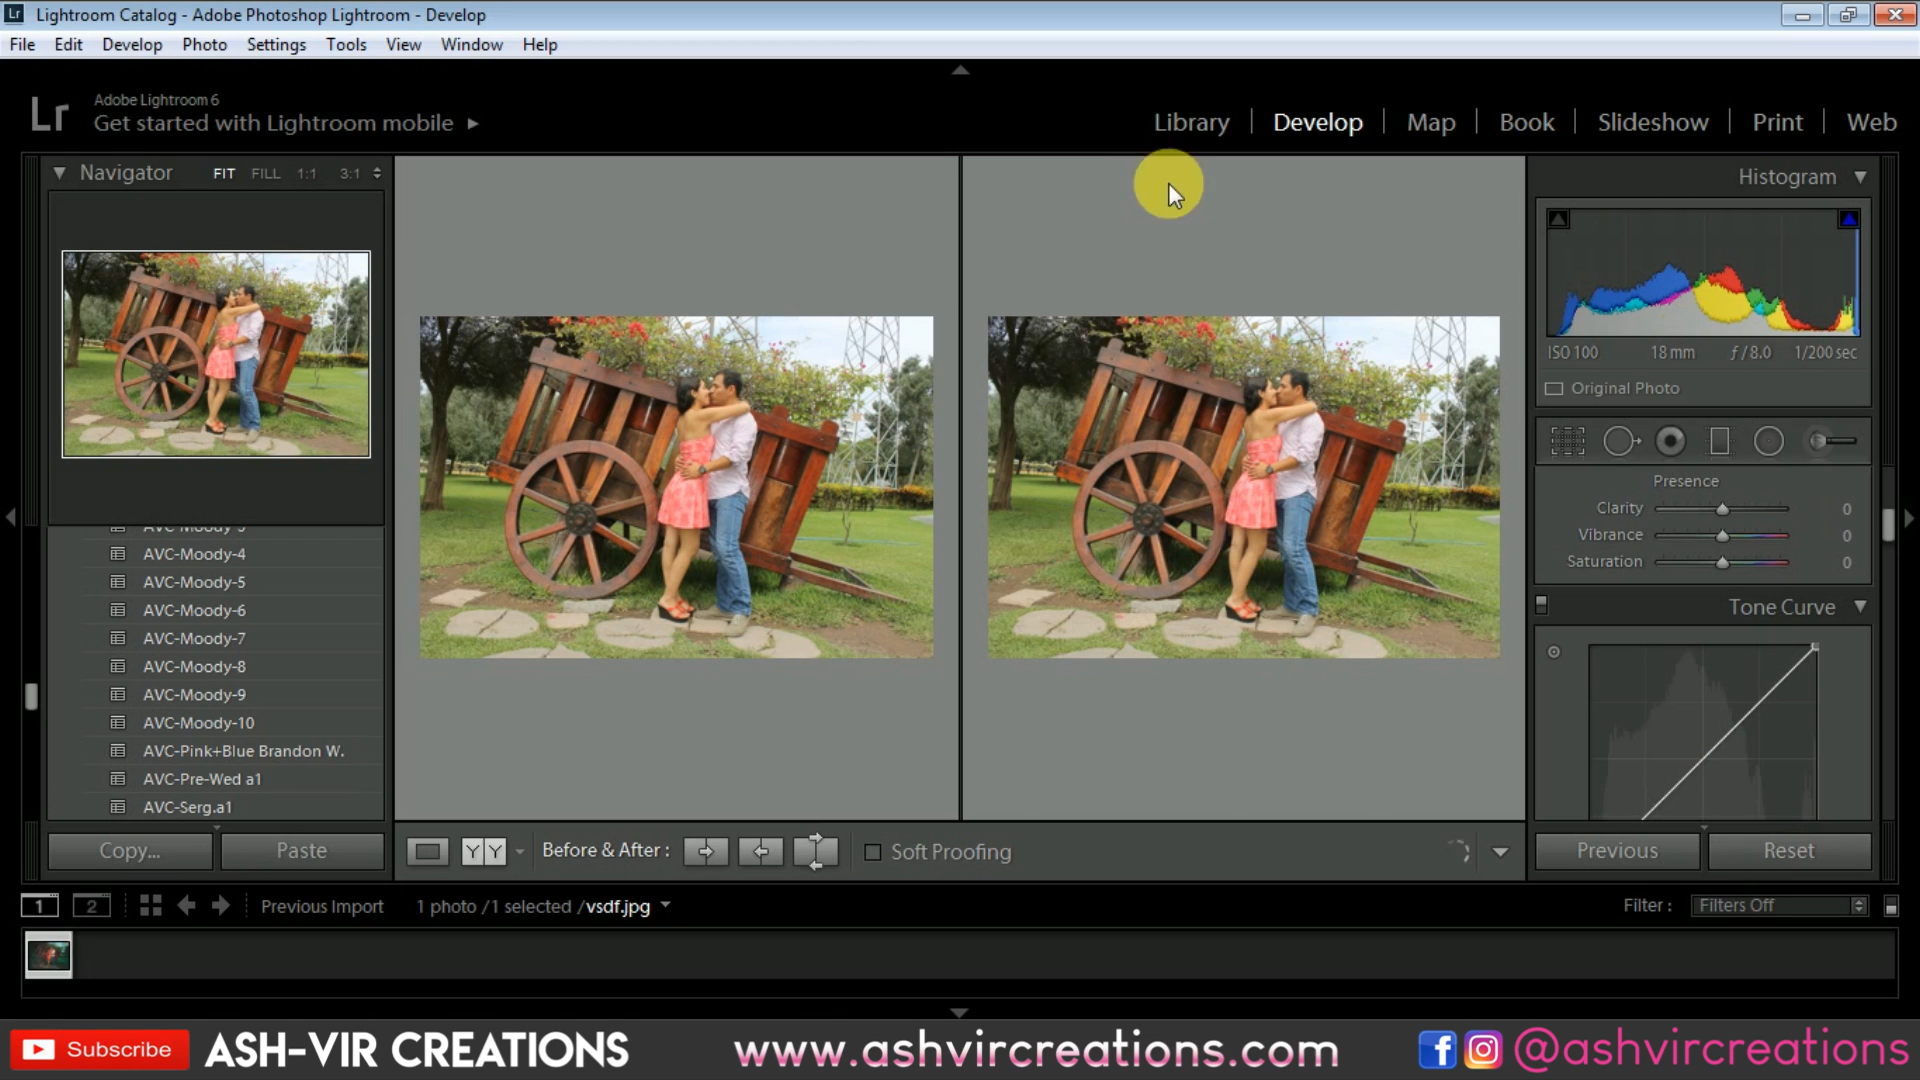 Lightroom Catalog - Adobe Photoshop Lightroom - Develop
File Edit Develop Photo Settings Tools View Window Help
Lr
Adobe Lightroom 6
Get started with Lightroom mobile
Library Develop Map Book Slideshow Print Web
Navigator FIT FILL 1:1 3:1
AVC-Moody-4
AVC-Moody-5
AVC-Moody-6
AVC-Moody-7
AVC-Moody-8
AVC-Moody-9
AVC-Moody-10
AVC-Pink+Blue Brandon W.
AVC-Pre-Wed a1
AVC-Serg.a1
Copy... Paste
Histogram
ISO 100 18 mm ƒ / 8.0 1/200 sec
Original Photo
Presence
Clarity 0
Vibrance 0
Saturation 0
Tone Curve
YY Before & After : Soft Proofing
Previous Reset
1 2 Previous Import 1 photo /1 selected /vsdf.jpg
Filter : Filters Off
Subscribe ASH-VIR CREATIONS www.ashvircreations.com @ashvircreations